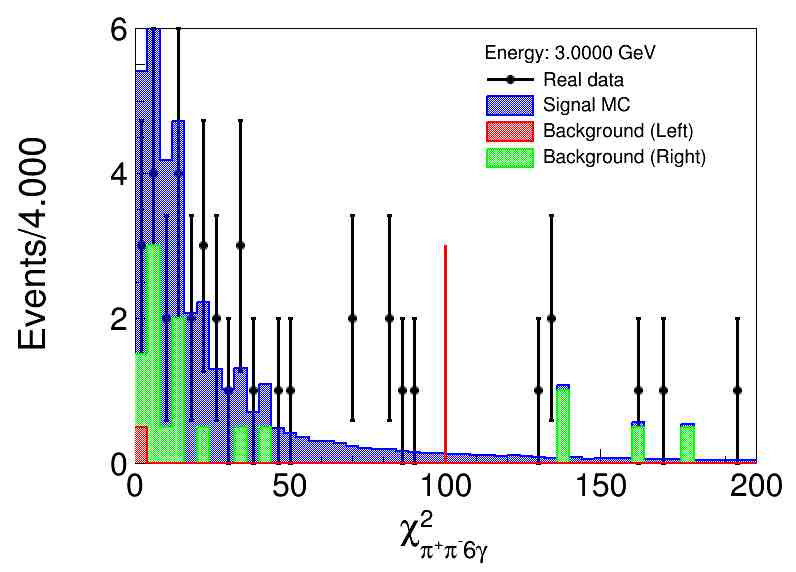 Energy: 3.0000 GeV
Real data
Signal MC
Background (Left)
Background (Right)
Events/4.000
6
4
2
0
0 50 100 150 200
χ²π⁺π⁻6γ